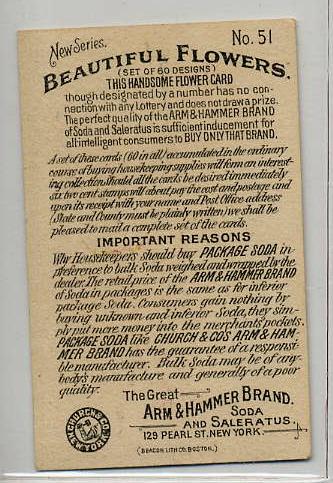 New Series.
No. 51
BEAUTIFUL FLOWERS.
(SET OF 60 DESIGNS)
THIS HANDSOME FLOWER CARD
though designated by a number has no con-
nection with any Lottery and does not draw a prize.
The perfect quality of the ARM & HAMMER BRAND
of Soda and Saleratus is sufficient inducement for
all intelligent consumers to BUY ONLY THAT BRAND.
A set of these cards (60 in all) accumulated in the ordinary
course of buying housekeeping supplies will form an interest-
ing collection. Should all the cards be desired immediately
six two cent stamps will about pay the cost and postage and
upon its receipt with your name and Post Office address
(State and County must be plainly written) we shall be
pleased to mail a complete set of the cards.
IMPORTANT REASONS
Why Housekeepers should buy PACKAGE SODA in
preference to bulk Soda weighed and wrapped by the
dealer. The retail price of the ARM & HAMMER BRAND
of Soda in packages is the same as for inferior
package Soda. Consumers gain nothing by
buying unknown and inferior Soda, they sim-
ply put more money into the merchants pockets.
PACKAGE SODA like CHURCH & CO'S ARM & HAM-
MER BRAND has the guarantee of a responsi-
ble manufacturer. Bulk Soda may be of any-
body's manufacture and generally of a poor
quality.
The Great
ARM & HAMMER BRAND.
SODA
AND SALERATUS.
129 PEARL ST. NEW YORK.
CHURCH & CO.
NEW YORK
(BEACON LITH CO. BOSTON.)